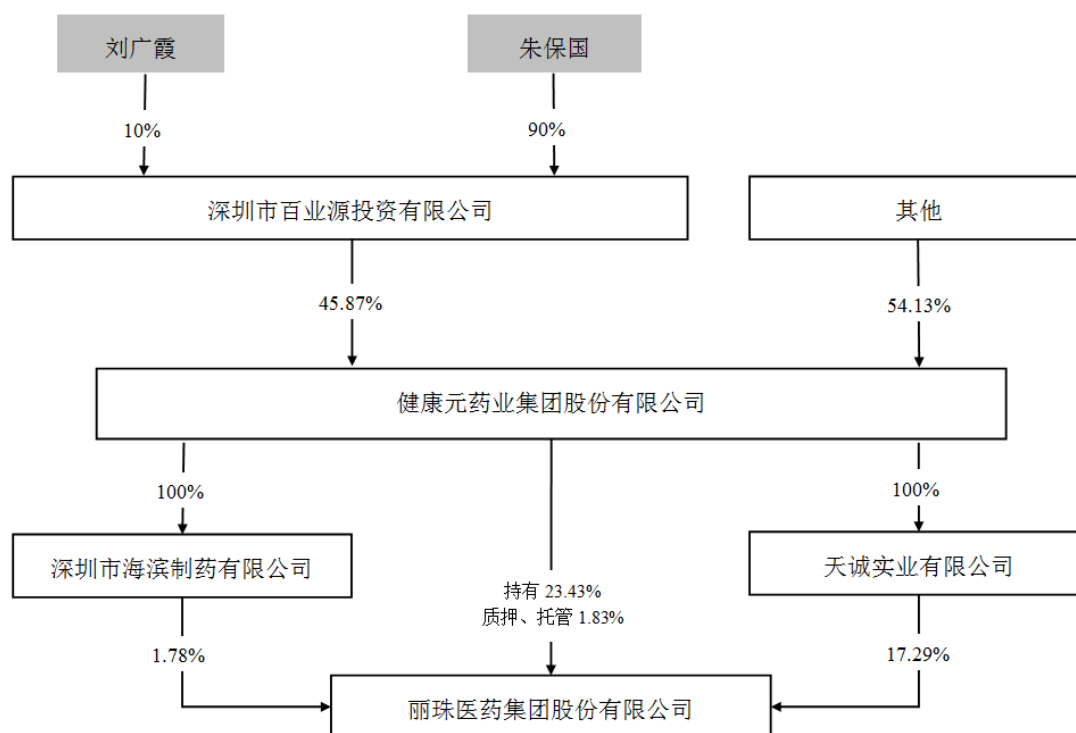 刘广霞
朱保国
10%
90%
深圳市百业源投资有限公司
其他
45.87%
54.13%
健康元药业集团股份有限公司
100%
100%
深圳市海滨制药有限公司
天诚实业有限公司
持有 23.43%
质押、托管 1.83%
1.78%
17.29%
丽珠医药集团股份有限公司